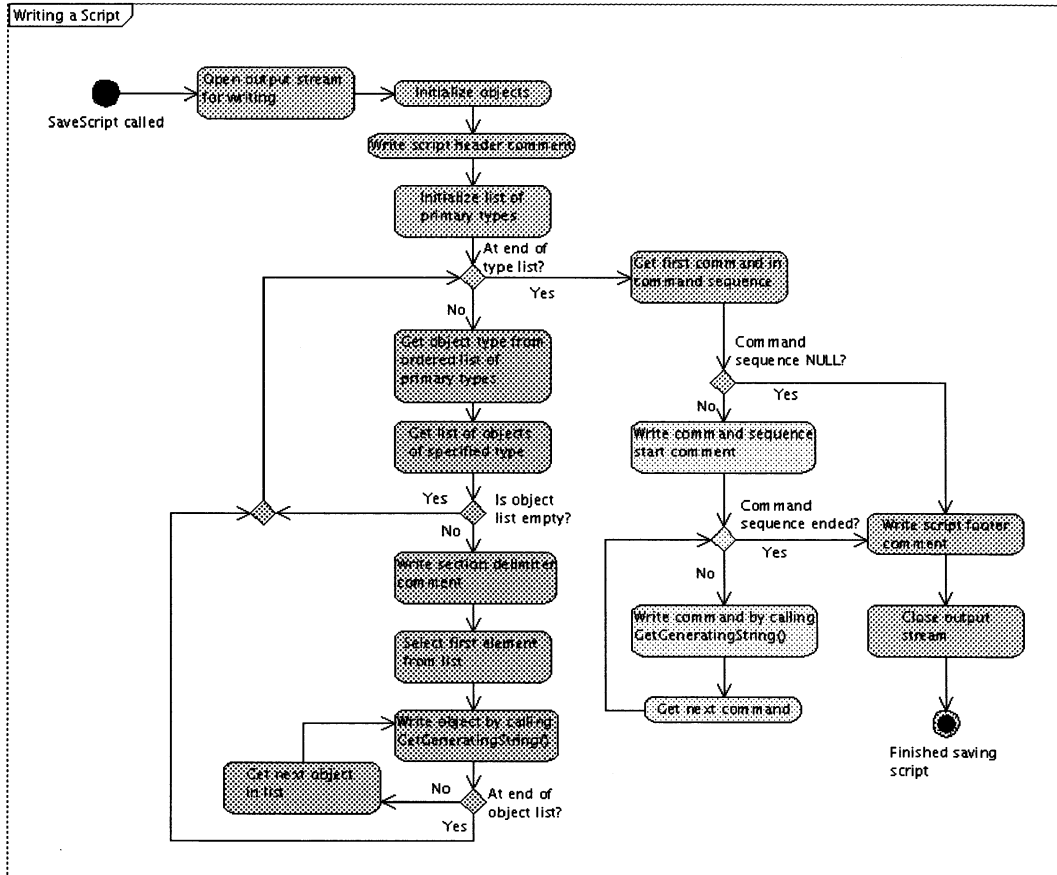 Writing a Script
Open output stream
for writing
Initialize objects
SaveScript called
Write script header comment
Initialize list of
primary types
At end of
type list?
Yes
No
Get first command in
command sequence
Get object type from
ordered list of
primary types
Command
sequence NULL?
Yes
No
Get list of objects
of specified type
Write command sequence
start comment
Yes
Is object
list empty?
No
Command
sequence ended?
Yes
No
Write script footer
comment
Write section delimiter
comment
Write command by calling
GetGeneratingString()
Close output
stream
Select first element
from list
Get next command
Write object by calling
GetGeneratingString().
Finished saving
script
Get next object
in list
No
At end of
object list?
Yes